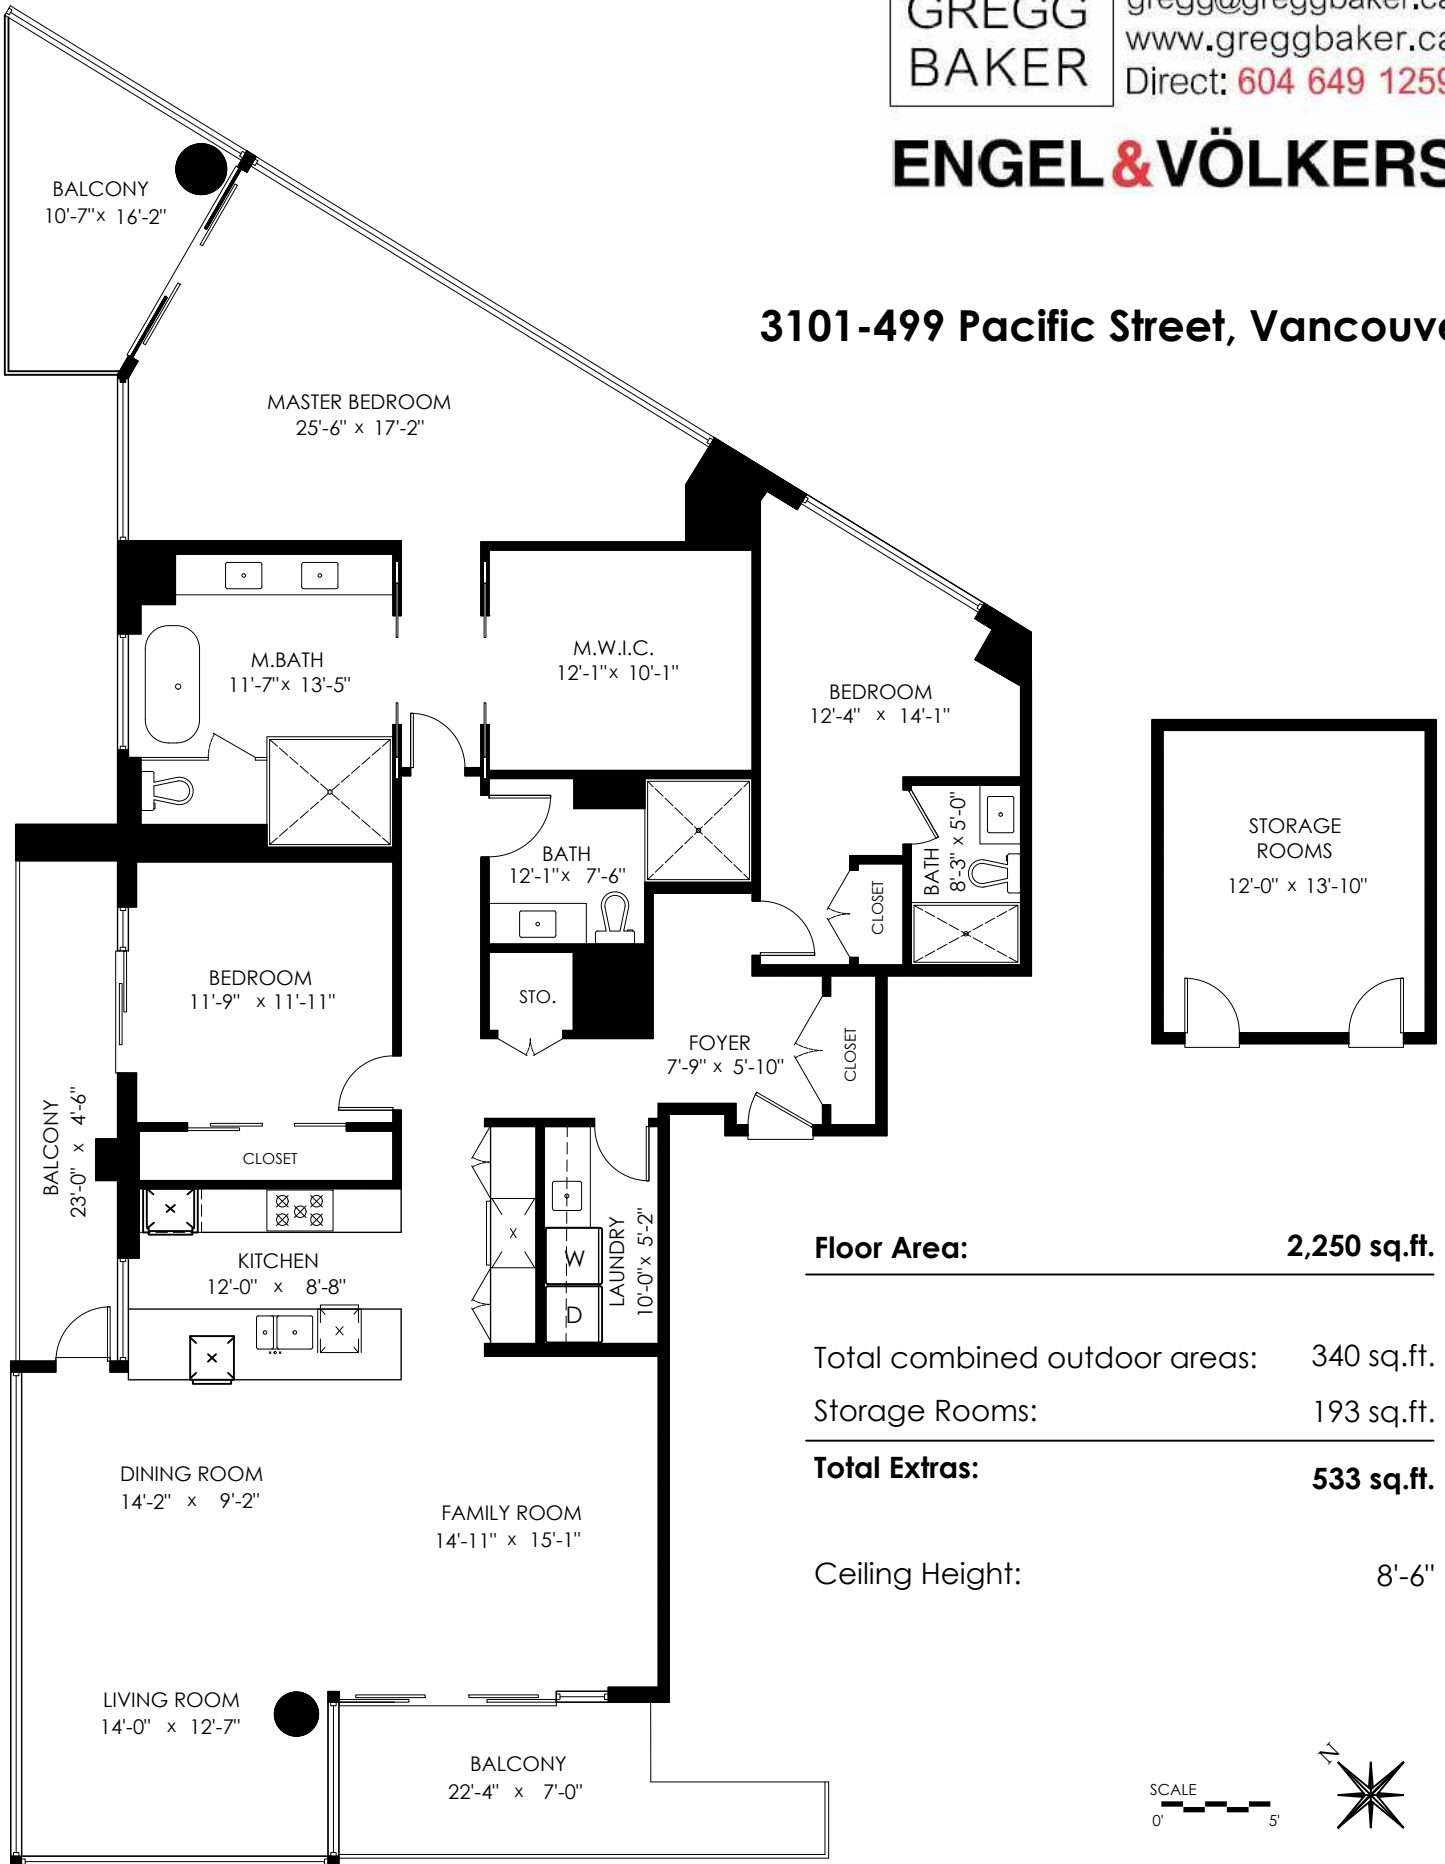 GREGG
BAKER
gregg@greggbaker.ca
www.greggbaker.ca
Direct: 604 649 1259
ENGEL&VÖLKERS
3101-499 Pacific Street, Vancouve
BALCONY
10'-7"x 16'-2"
MASTER BEDROOM
25'-6" x 17'-2"
M.BATH
11'-7"x 13'-5"
M.W.I.C.
12'-1"x 10'-1"
BEDROOM
12'-4" x 14'-1"
BATH
12'-1"x 7'-6"
BATH
8'-3" x 5'-0"
CLOSET
STORAGE
ROOMS
12'-0" x 13'-10"
BEDROOM
11'-9" x 11'-11"
STO.
FOYER
7'-9" x 5'-10"
CLOSET
BALCONY
23'-0" x 4'-6"
CLOSET
KITCHEN
12'-0" x 8'-8"
W
D
LAUNDRY
10'-0"x 5'-2"
Floor Area: 2,250 sq.ft.
Total combined outdoor areas: 340 sq.ft.
Storage Rooms: 193 sq.ft.
Total Extras: 533 sq.ft.
Ceiling Height: 8'-6"
DINING ROOM
14'-2" x 9'-2"
FAMILY ROOM
14'-11" x 15'-1"
LIVING ROOM
14'-0" x 12'-7"
BALCONY
22'-4" x 7'-0"
SCALE
0' 5'
N